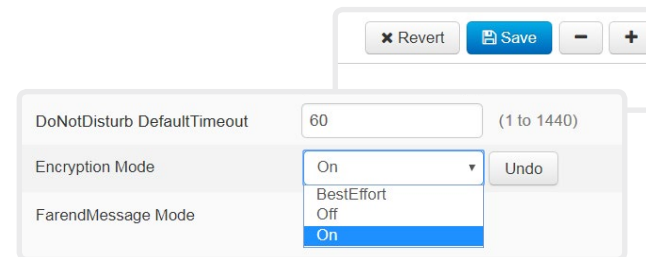 ✖ Revert Save − +
DoNotDisturb DefaultTimeout 60 (1 to 1440)
Encryption Mode On ▾ Undo
BestEffort
FarendMessage Mode Off
On